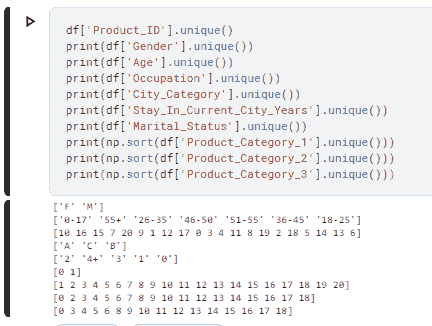 df['Product_ID'].unique()
print(df['Gender'].unique())
print(df['Age'].unique())
print(df['Occupation'].unique())
print(df['City_Category'].unique())
print(df['Stay_In_Current_City_Years'].unique())
print(df['Marital_Status'].unique())
print(np.sort(df['Product_Category_1'].unique()))
print(np.sort(df['Product_Category_2'].unique()))
print(np.sort(df['Product_Category_3'].unique()))
['F' 'M']
['0-17' '55+' '26-35' '46-50' '51-55' '36-45' '18-25']
[10 16 15 7 20 9 1 12 17 0 3 4 11 8 19 2 18 5 14 13 6]
['A' 'C' 'B']
['2' '4+' '3' '1' '0']
[0 1]
[1 2 3 4 5 6 7 8 9 10 11 12 13 14 15 16 17 18 19 20]
[0 2 3 4 5 6 7 8 9 10 11 12 13 14 15 16 17 18]
[0 3 4 5 6 8 9 10 11 12 13 14 15 16 17 18]